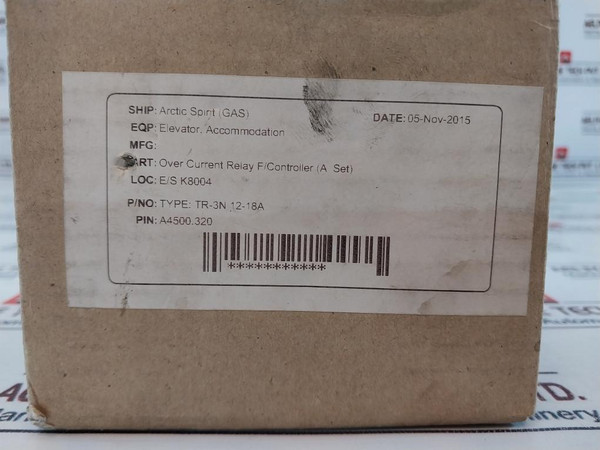 SHIP: Arctic Spirit (GAS)
DATE: 05-Nov-2015
EQP: Elevator, Accommodation
MFG:
ART: Over Current Relay F/Controller (A Set)
LOC: E/S K8004
P/NO: TYPE: TR-3N 12-18A
PIN: A4500.320
***********